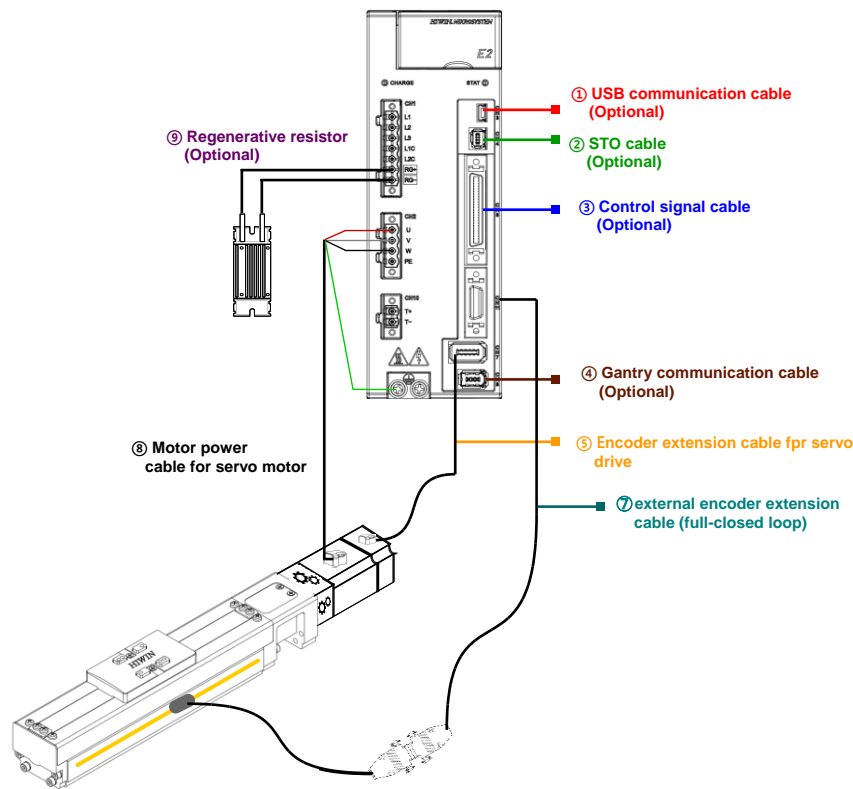 HIWIN MIKROSYSTEM
E2
CHARGE
STAT
CN1
L1
L2
L3
L1C
L2C
RG+
RG-
CN2
U
V
W
PE
CN10
T+
T-
① USB communication cable
(Optional)
② STO cable
(Optional)
③ Control signal cable
(Optional)
④ Gantry communication cable
(Optional)
⑤ Encoder extension cable fpr servo
drive
⑦ external encoder extension
cable (full-closed loop)
⑧ Motor power
cable for servo motor
⑨ Regenerative resistor
(Optional)
HIWIN